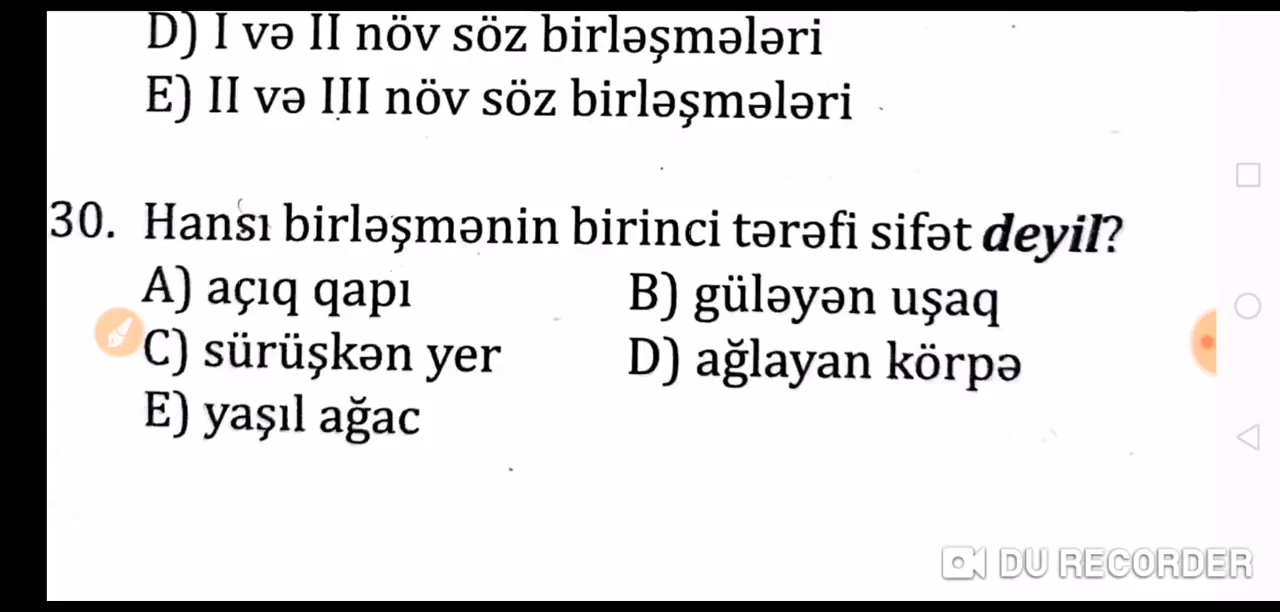 D) I və II növ söz birləşmələri
E) II və III növ söz birləşmələri
30. Hansı birləşmənin birinci tərəfi sifət deyil?
A) açıq qapı B) güləyən uşaq
C) sürüşkən yer D) ağlayan körpə
E) yaşıl ağac
DU RECORDER